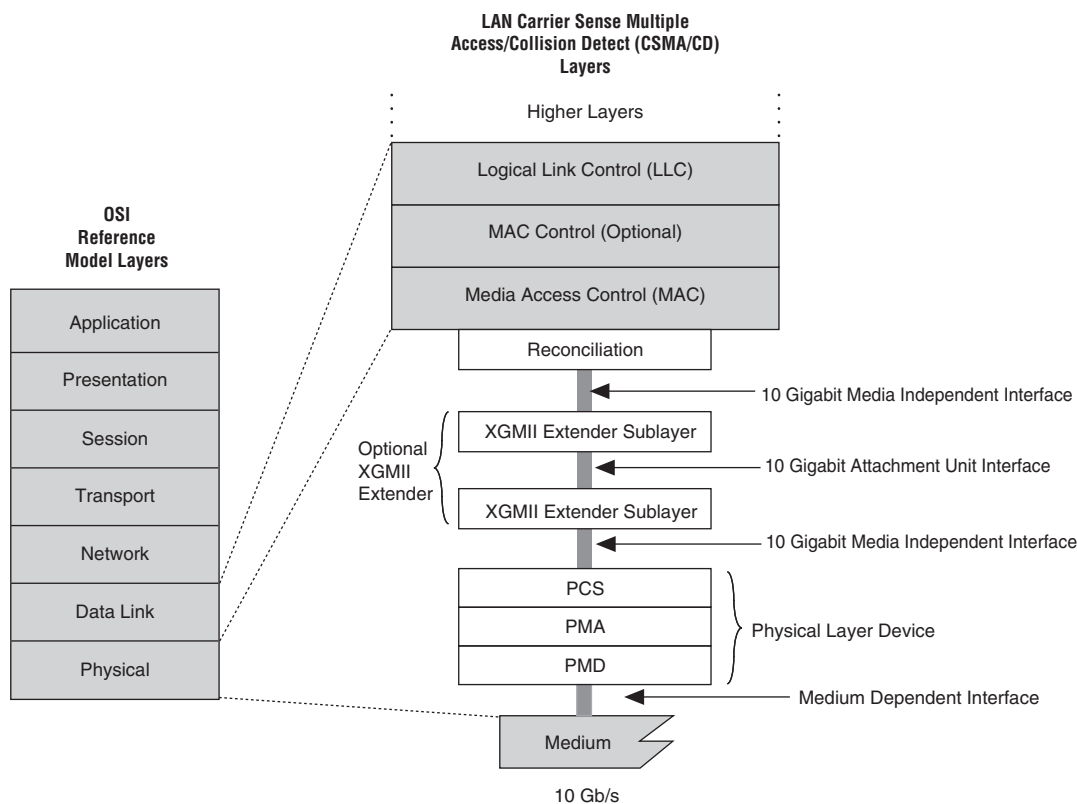 LAN Carrier Sense Multiple
Access/Collision Detect (CSMA/CD)
Layers
Higher Layers
Logical Link Control (LLC)
MAC Control (Optional)
Media Access Control (MAC)
OSI
Reference
Model Layers
Application
Presentation
Session
Transport
Network
Data Link
Physical
Reconciliation
10 Gigabit Media Independent Interface
Optional
XGMII
Extender
XGMII Extender Sublayer
10 Gigabit Attachment Unit Interface
XGMII Extender Sublayer
10 Gigabit Media Independent Interface
PCS
PMA
PMD
Physical Layer Device
Medium Dependent Interface
Medium
10 Gb/s